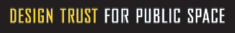 DESIGN TRUST FOR PUBLIC SPACE